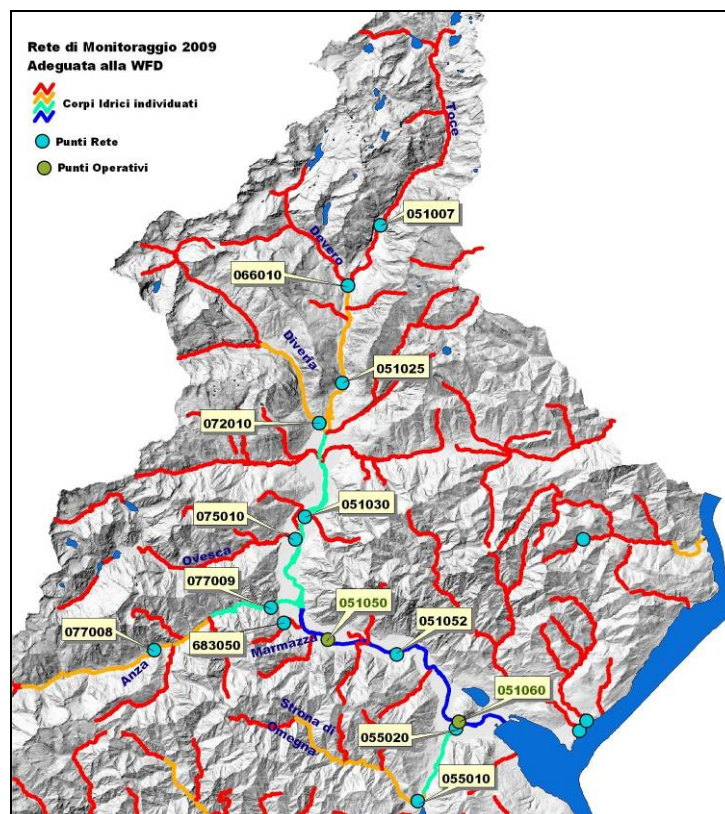 Rete di Monitoraggio 2009
Adeguata alla WFD
Corpi Idrici individuati
Punti Rete
Punti Operativi
Toce
051007
Devero
066010
Diveria
051025
072010
051030
075010
Ovesca
077009
051050
051052
077008
683050
Marmazza
Anza
051060
Strona di
Omegna
055020
055010